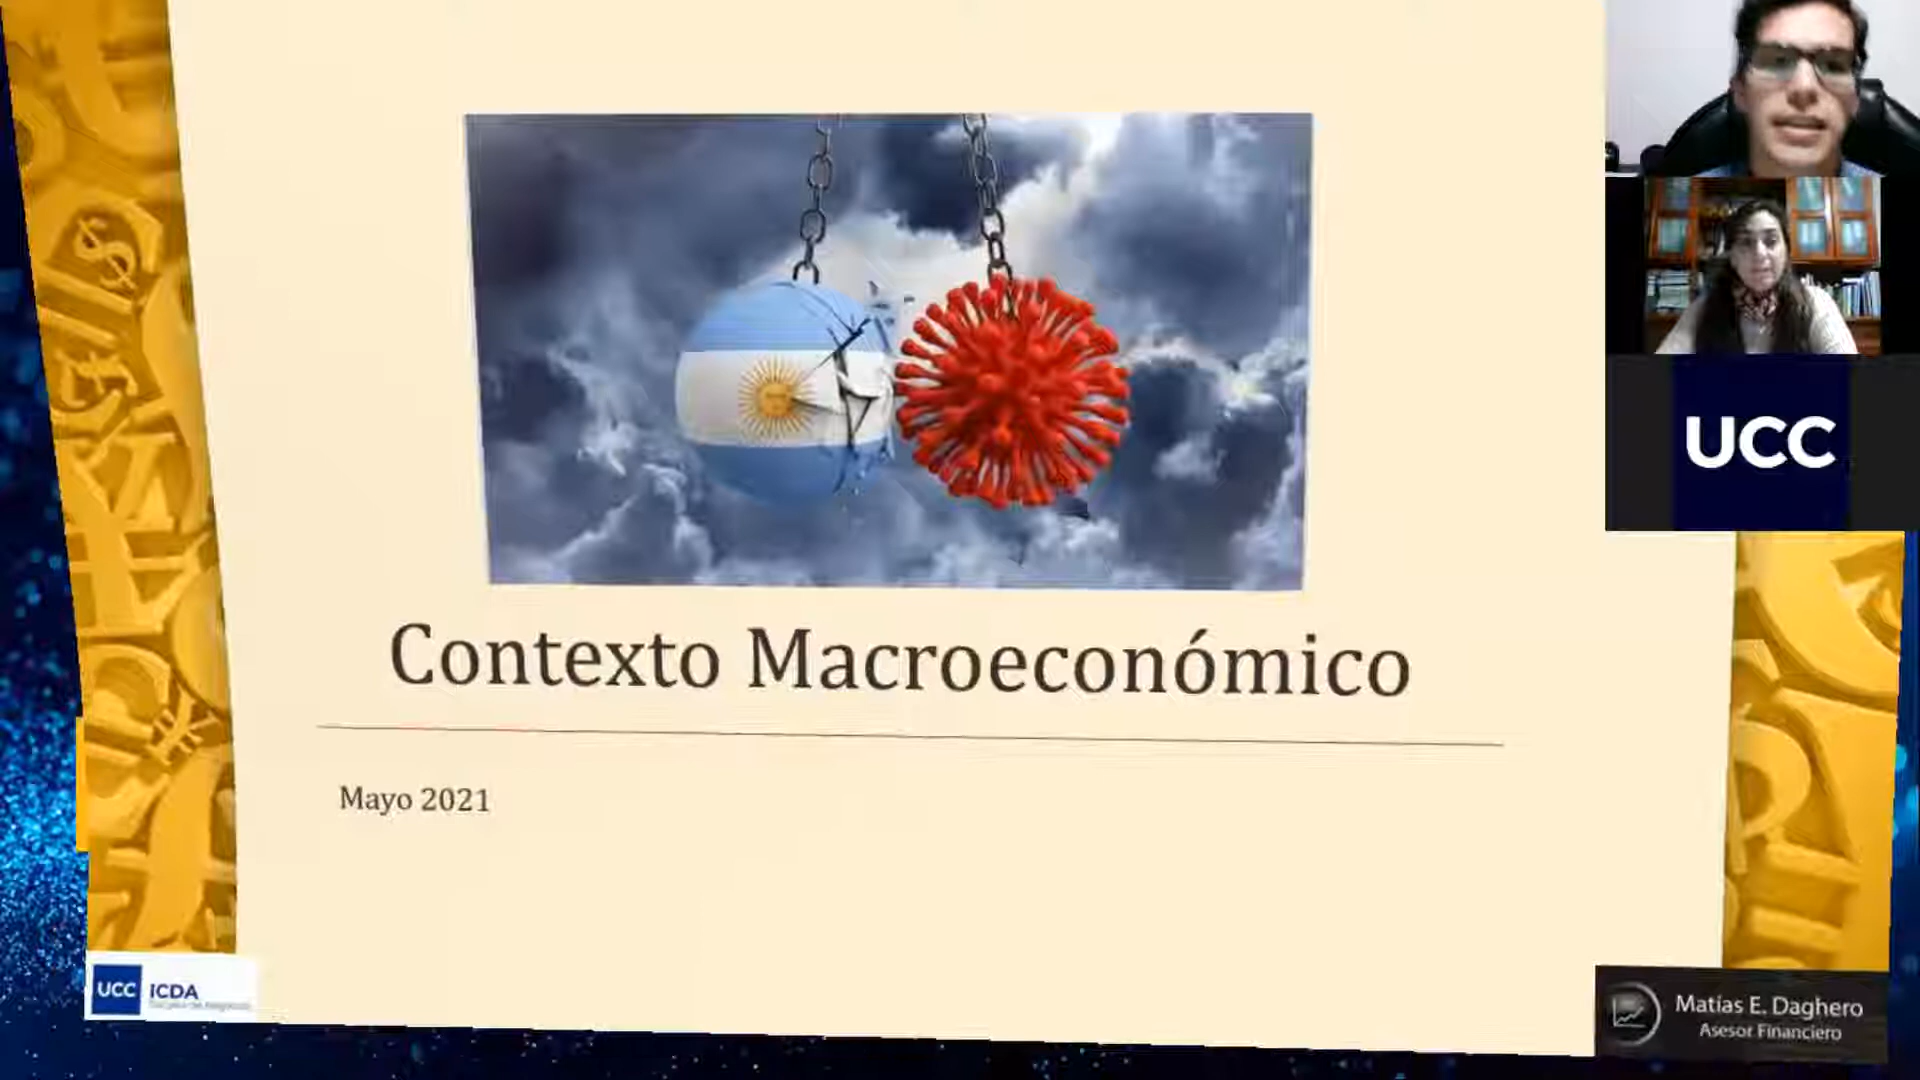 UCC
Contexto Macroeconómico
Mayo 2021
UCC ICDA
Matías E. Daghero
Asesor Financiero